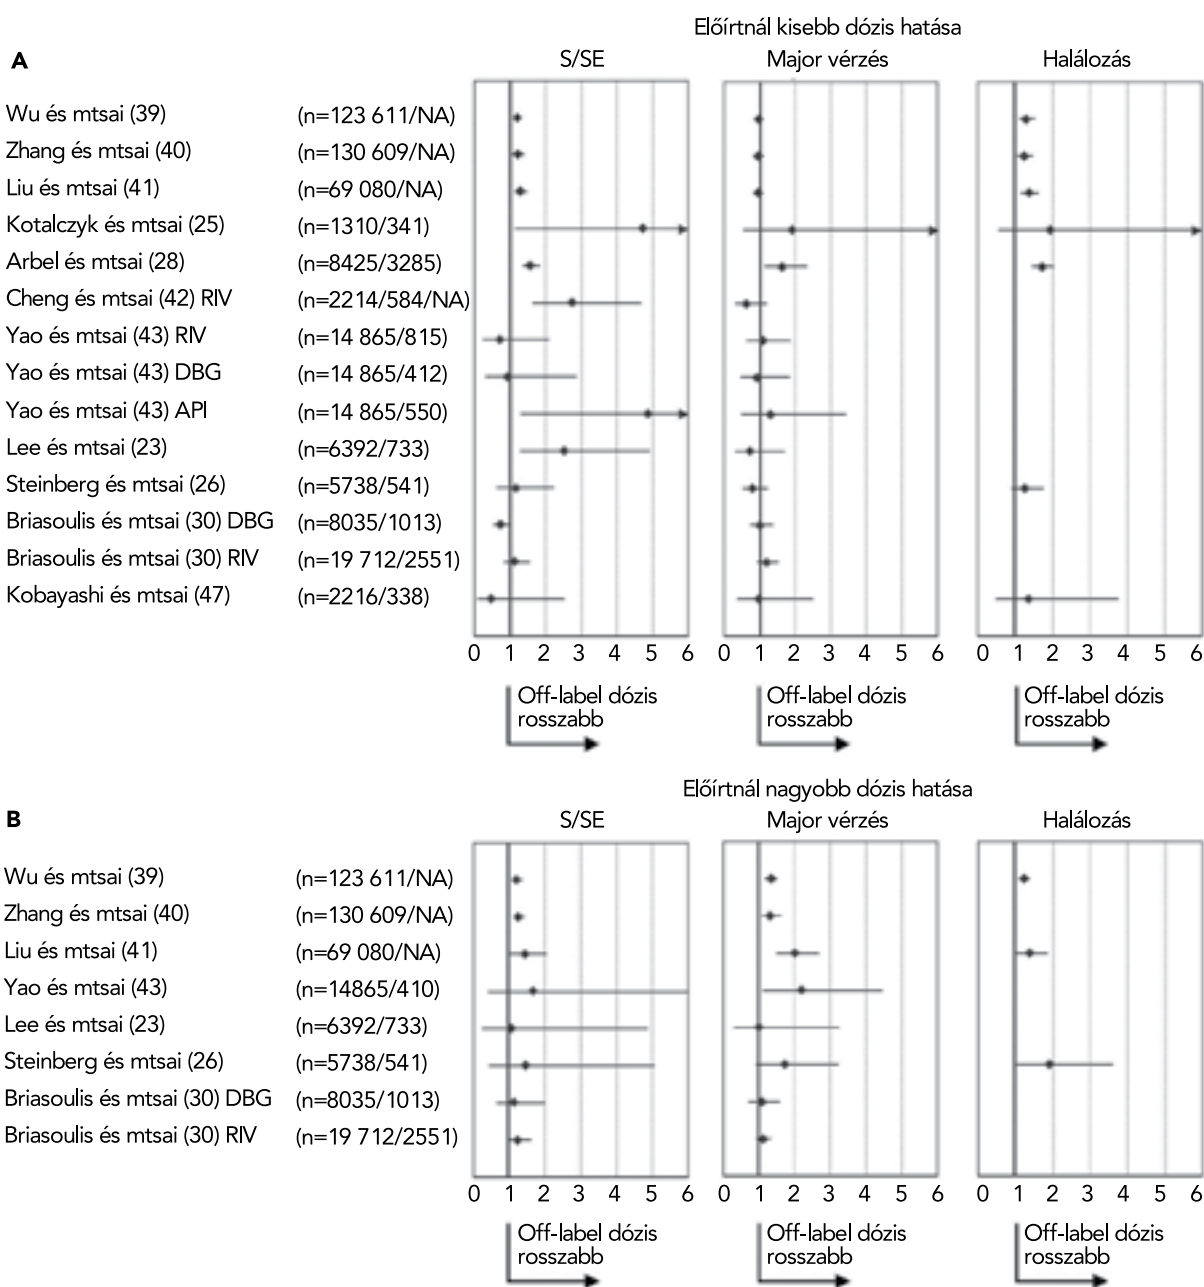 Előírtnál kisebb dózis hatása
A S/SE Major vérzés Halálozás
Wu és mtsai (39) (n=123 611/NA)
Zhang és mtsai (40) (n=130 609/NA)
Liu és mtsai (41) (n=69 080/NA)
Kotalczyk és mtsai (25) (n=1310/341)
Arbel és mtsai (28) (n=8425/3285)
Cheng és mtsai (42) RIV (n=2214/584/NA)
Yao és mtsai (43) RIV (n=14 865/815)
Yao és mtsai (43) DBG (n=14 865/412)
Yao és mtsai (43) API (n=14 865/550)
Lee és mtsai (23) (n=6392/733)
Steinberg és mtsai (26) (n=5738/541)
Briasoulis és mtsai (30) DBG (n=8035/1013)
Briasoulis és mtsai (30) RIV (n=19 712/2551)
Kobayashi és mtsai (47) (n=2216/338)
0 1 2 3 4 5 6 0 1 2 3 4 5 6 0 1 2 3 4 5 6
Off-label dózis Off-label dózis Off-label dózis
rosszabb rosszabb rosszabb
Előírtnál nagyobb dózis hatása
B S/SE Major vérzés Halálozás
Wu és mtsai (39) (n=123 611/NA)
Zhang és mtsai (40) (n=130 609/NA)
Liu és mtsai (41) (n=69 080/NA)
Yao és mtsai (43) (n=14865/410)
Lee és mtsai (23) (n=6392/733)
Steinberg és mtsai (26) (n=5738/541)
Briasoulis és mtsai (30) DBG (n=8035/1013)
Briasoulis és mtsai (30) RIV (n=19 712/2551)
0 1 2 3 4 5 6 0 1 2 3 4 5 6 0 1 2 3 4 5 6
Off-label dózis Off-label dózis Off-label dózis
rosszabb rosszabb rosszabb